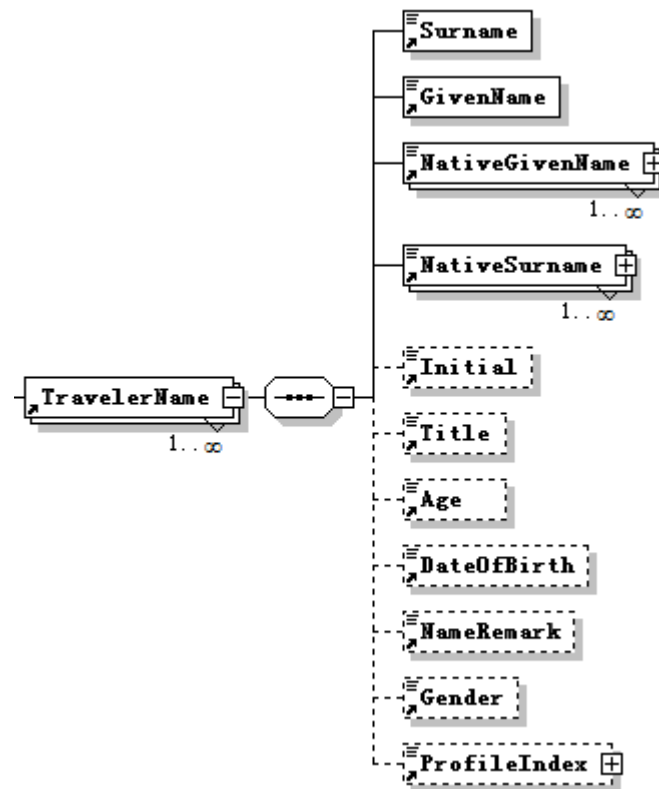 Surname
GivenName
NativeGivenName
1..∞
NativeSurname
1..∞
Initial
TravelerName
1..∞
Title
Age
DateOfBirth
NameRemark
Gender
ProfileIndex